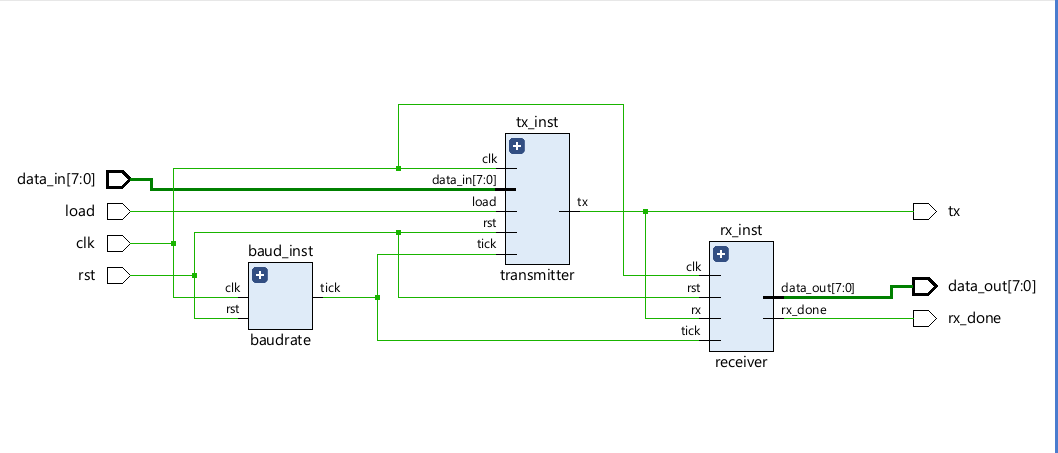 tx_inst
clk
data_in[7:0]
data_in[7:0]
load
load
tx
tx
rst
clk
rx_inst
baud_inst
tick
transmitter
rst
clk
clk
tick
rst
data_out[7:0]
data_out[7:0]
rst
rx
rx_done
rx_done
baudrate
tick
receiver